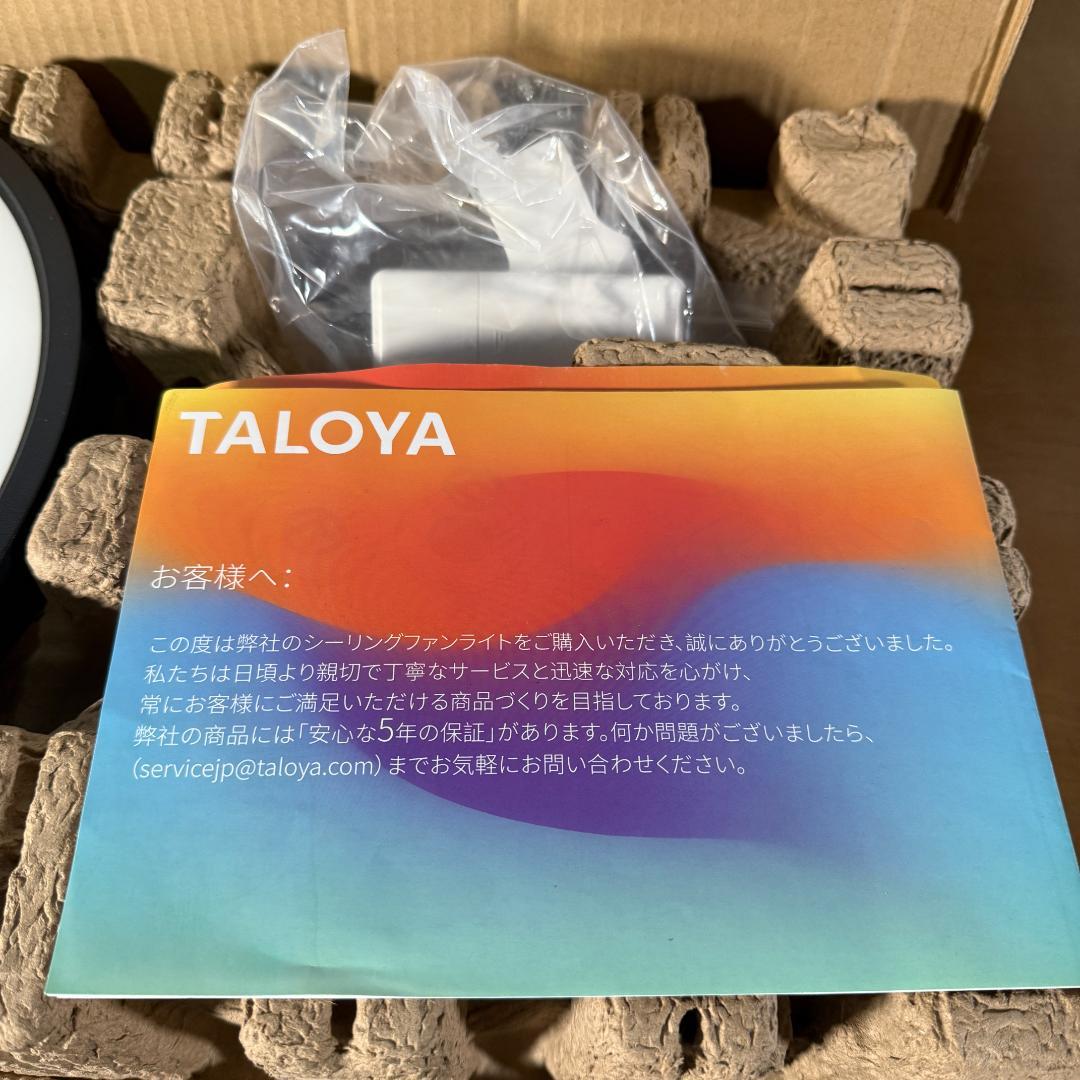 TALOYA
お客様へ：
この度は弊社のシーリングファンライトをご購入いただき、誠にありがとうございました。
私たちは日頃より親切で丁寧なサービスと迅速な対応を心がけ、
常にお客様にご満足いただける商品づくりを目指しております。
弊社の商品には「安心な5年の保証」があります。何か問題がございましたら、
（servicejp@taloya.com）までお気軽にお問い合わせください。